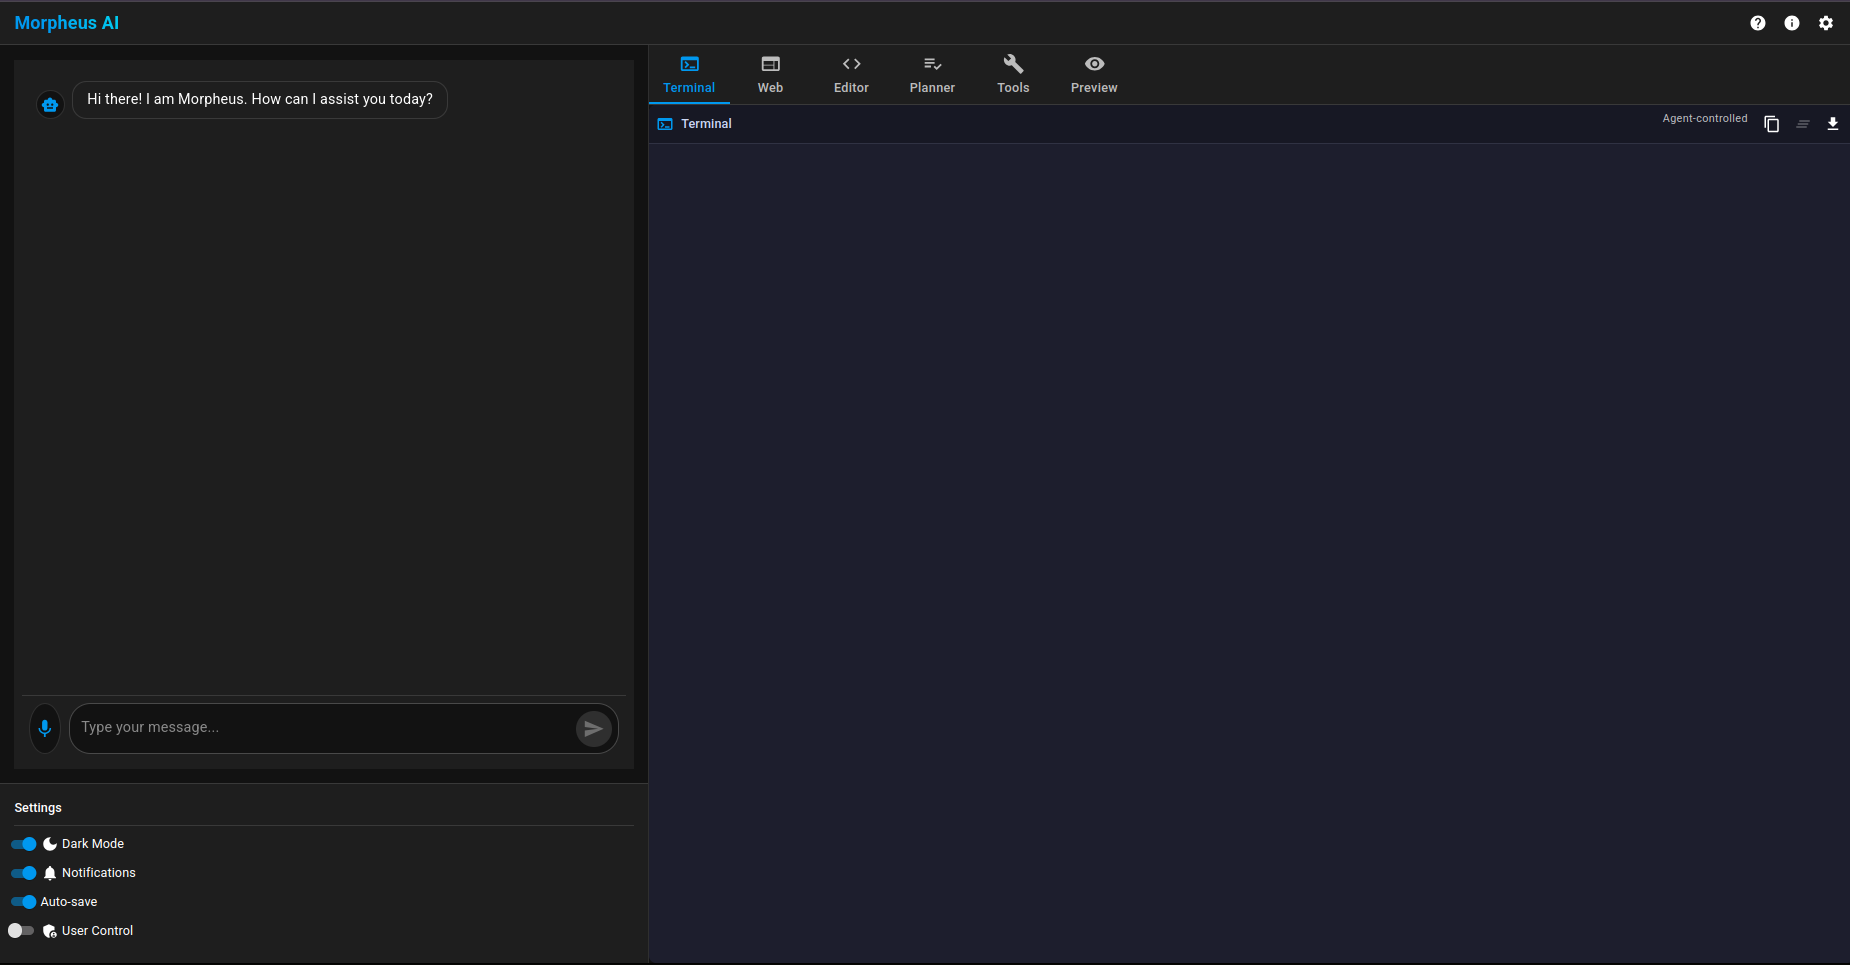 Morpheus AI
Hi there! I am Morpheus. How can I assist you today?
Type your message...
Settings
Dark Mode
Notifications
Auto-save
User Control
Terminal
Web
Editor
Planner
Tools
Preview
Terminal
Agent-controlled